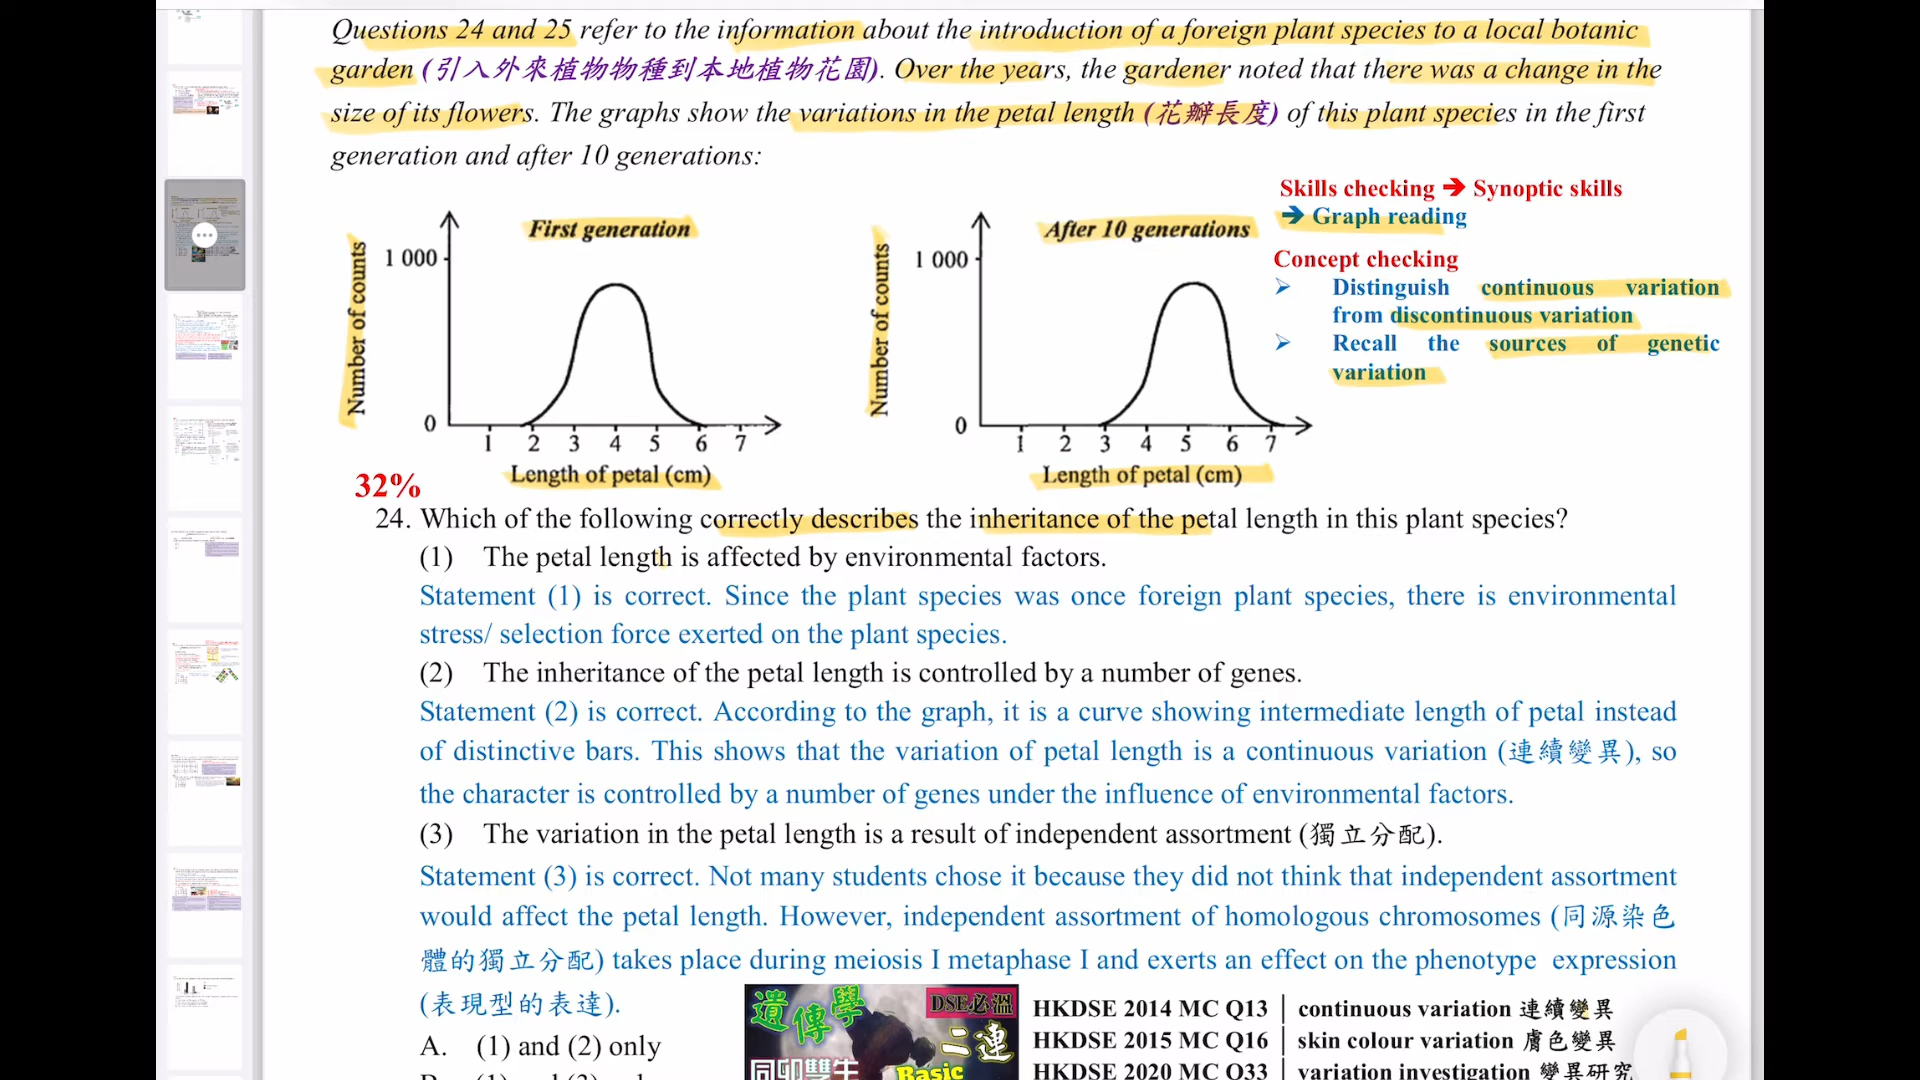 Questions 24 and 25 refer to the information about the introduction of a foreign plant species to a local botanic
garden (引入外來植物物種到本地植物花園). Over the years, the gardener noted that there was a change in the
size of its flowers. The graphs show the variations in the petal length (花瓣長度) of this plant species in the first
generation and after 10 generations:
Skills checking ➔ Synoptic skills
➔ Graph reading
Concept checking
➢ Distinguish continuous variation
from discontinuous variation
➢ Recall the sources of genetic
variation
First generation
Number of counts
1 000
0
1 2 3 4 5 6 7
Length of petal (cm)
After 10 generations
Number of counts
1 000
0
1 2 3 4 5 6 7
Length of petal (cm)
32%
24. Which of the following correctly describes the inheritance of the petal length in this plant species?
(1) The petal length is affected by environmental factors.
Statement (1) is correct. Since the plant species was once foreign plant species, there is environmental
stress/ selection force exerted on the plant species.
(2) The inheritance of the petal length is controlled by a number of genes.
Statement (2) is correct. According to the graph, it is a curve showing intermediate length of petal instead
of distinctive bars. This shows that the variation of petal length is a continuous variation (連續變異), so
the character is controlled by a number of genes under the influence of environmental factors.
(3) The variation in the petal length is a result of independent assortment (獨立分配).
Statement (3) is correct. Not many students chose it because they did not think that independent assortment
would affect the petal length. However, independent assortment of homologous chromosomes (同源染色
體的獨立分配) takes place during meiosis I metaphase I and exerts an effect on the phenotype expression
(表現型的表達).
A. (1) and (2) only
遺傳學
DSE必溫
二連
同卵雙生
Basic
HKDSE 2014 MC Q13 | continuous variation 連續變異
HKDSE 2015 MC Q16 | skin colour variation 膚色變異
HKDSE 2020 MC Q33 | variation investigation 變異研究